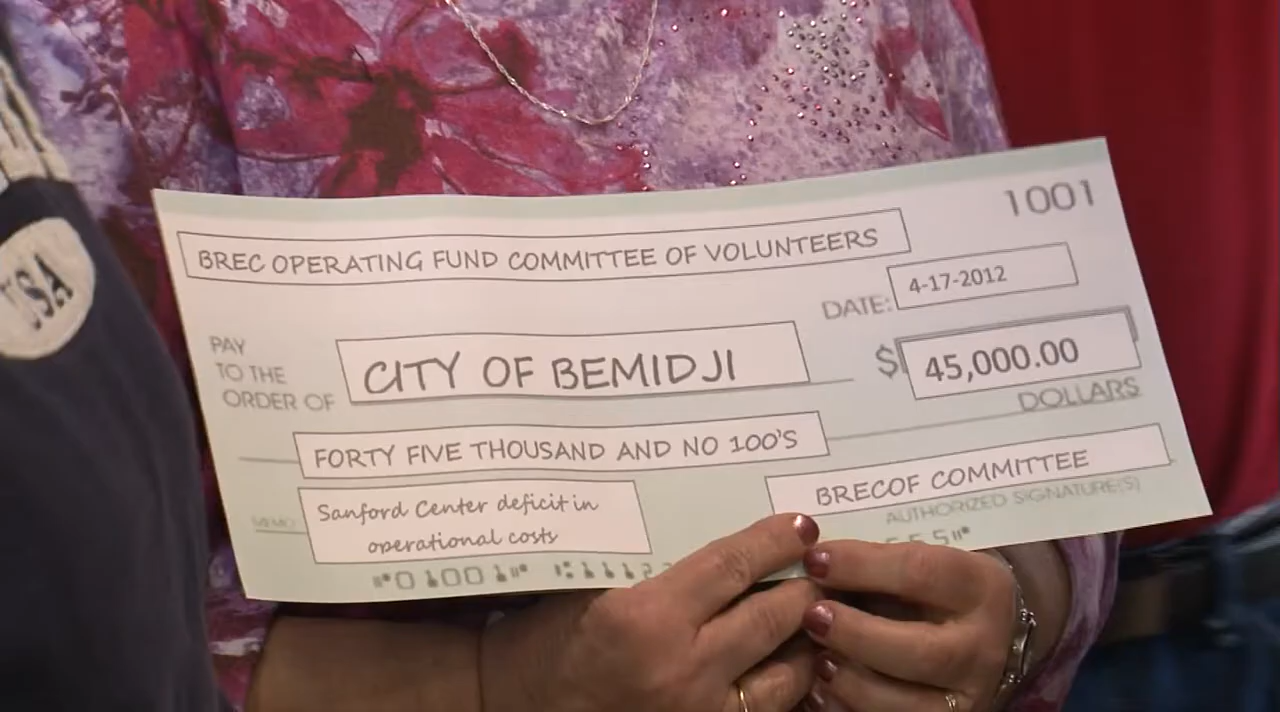 1001
BREC OPERATING FUND COMMITTEE OF VOLUNTEERS
DATE: 4-17-2012
PAY
TO THE
ORDER OF
CITY OF BEMIDJI
$ 45,000.00
DOLLARS
FORTY FIVE THOUSAND AND NO 100'S
MEMO
Sanford Center deficit in
operational costs
BRECOF COMMITTEE
AUTHORIZED SIGNATURE(S)
USA